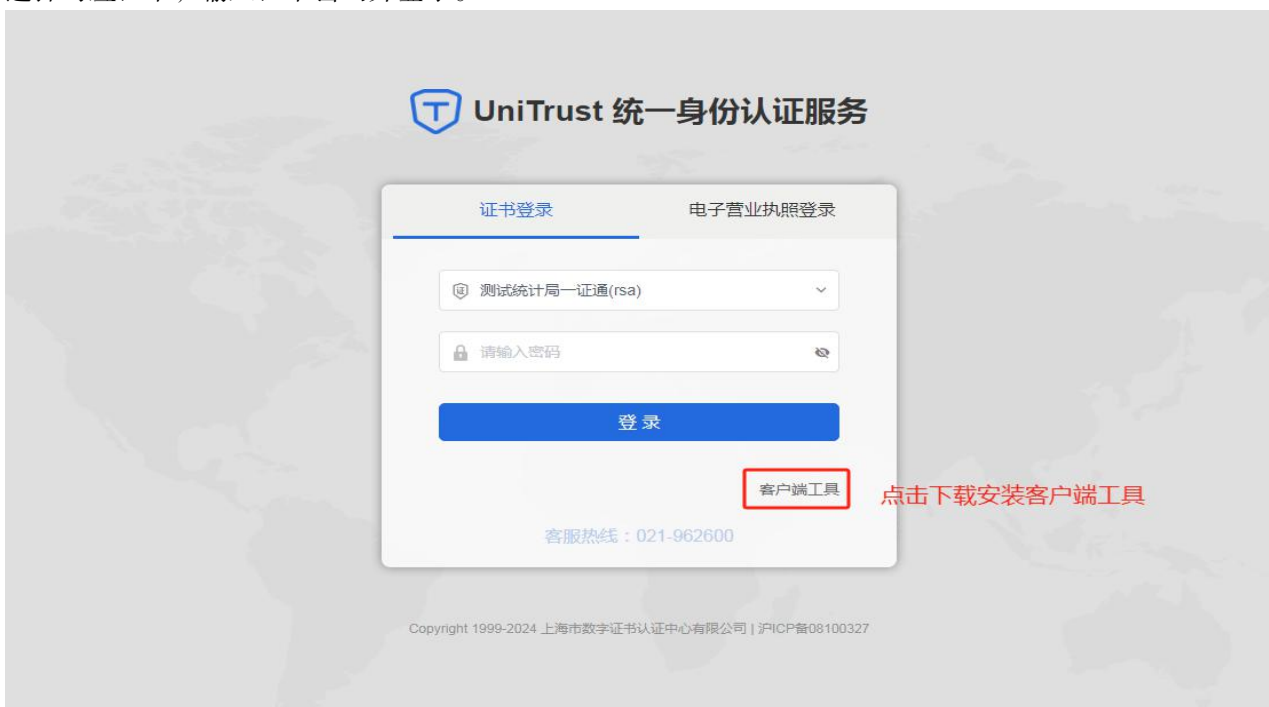 UniTrust 统一身份认证服务
证书登录
电子营业执照登录
测试统计局一证通(rsa)
请输入密码
登 录
客户端工具
点击下载安装客户端工具
客服热线：021-962600
Copyright 1999-2024 上海市数字证书认证中心有限公司 | 沪ICP备08100327